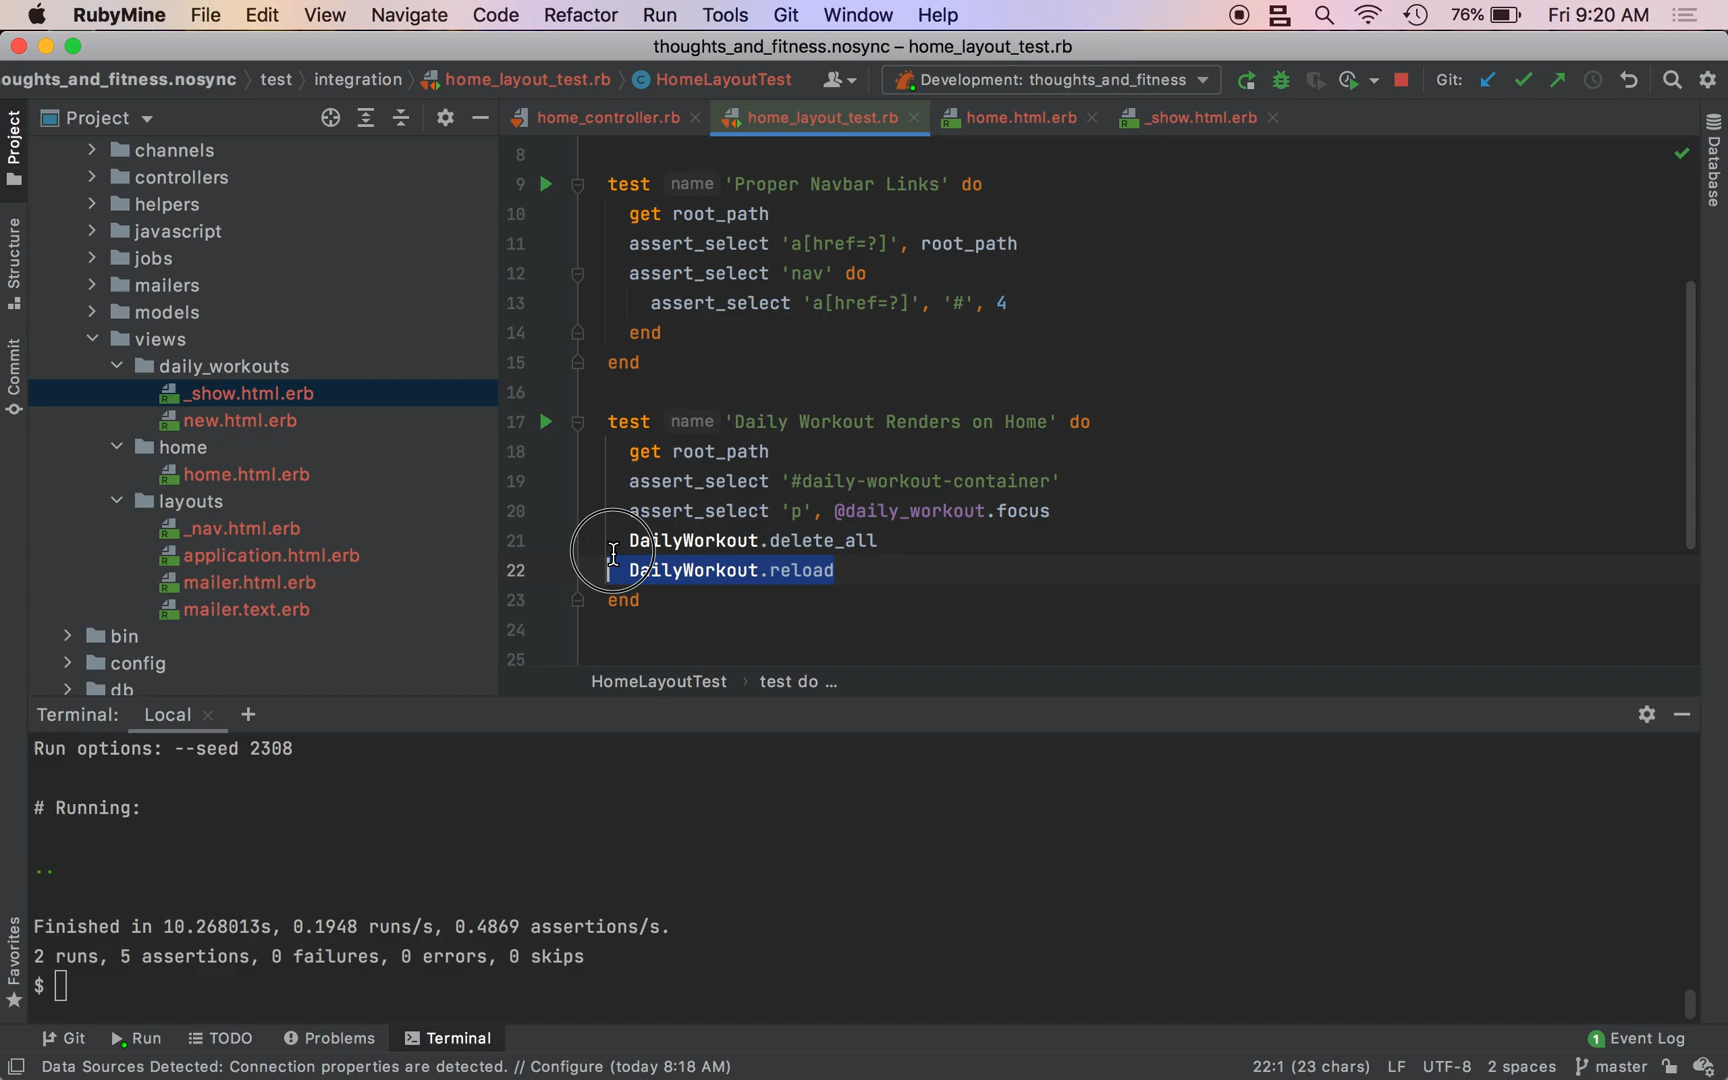 RubyMine File Edit View Navigate Code Refactor Run Tools Git Window Help 76% Fri 9:20 AM
thoughts_and_fitness.nosync – home_layout_test.rb
oughts_and_fitness.nosync test integration home_layout_test.rb HomeLayoutTest Development: thoughts_and_fitness Git:
Project
Structure
Commit
Favorites
Database
Project
channels
controllers
helpers
javascript
jobs
mailers
models
views
daily_workouts
_show.html.erb
new.html.erb
home
home.html.erb
layouts
_nav.html.erb
application.html.erb
mailer.html.erb
mailer.text.erb
bin
config
db
home_controller.rb home_layout_test.rb home.html.erb _show.html.erb
8
9 test name 'Proper Navbar Links' do
10 get root_path
11 assert_select 'a[href=?]', root_path
12 assert_select 'nav' do
13 assert_select 'a[href=?]', '#', 4
14 end
15 end
16
17 test name 'Daily Workout Renders on Home' do
18 get root_path
19 assert_select '#daily-workout-container'
20 assert_select 'p', @daily_workout.focus
21 DailyWorkout.delete_all
22 DailyWorkout.reload
23 end
24
25
HomeLayoutTest test do ...
Terminal: Local
Run options: --seed 2308
# Running:
..
Finished in 10.268013s, 0.1948 runs/s, 0.4869 assertions/s.
2 runs, 5 assertions, 0 failures, 0 errors, 0 skips
$
Git Run TODO Problems Terminal 1 Event Log
Data Sources Detected: Connection properties are detected. // Configure (today 8:18 AM) 22:1 (23 chars) LF UTF-8 2 spaces master